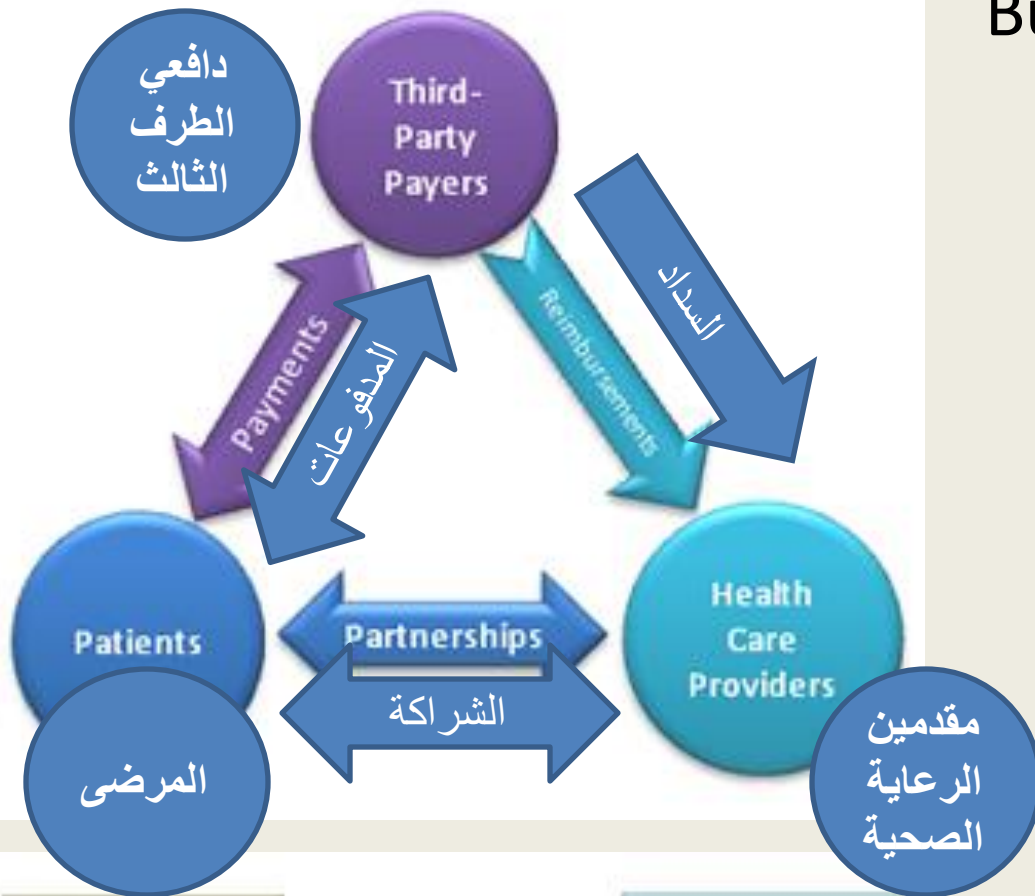 Bu
دافعي
الطرف
الثالث
Third-
Party
Payers
السداد
Reimbursements
Payments
المدفوعات
Patients
Partnerships
الشراكة
Health
Care
Providers
المرضى
مقدمين
الرعاية
الصحية